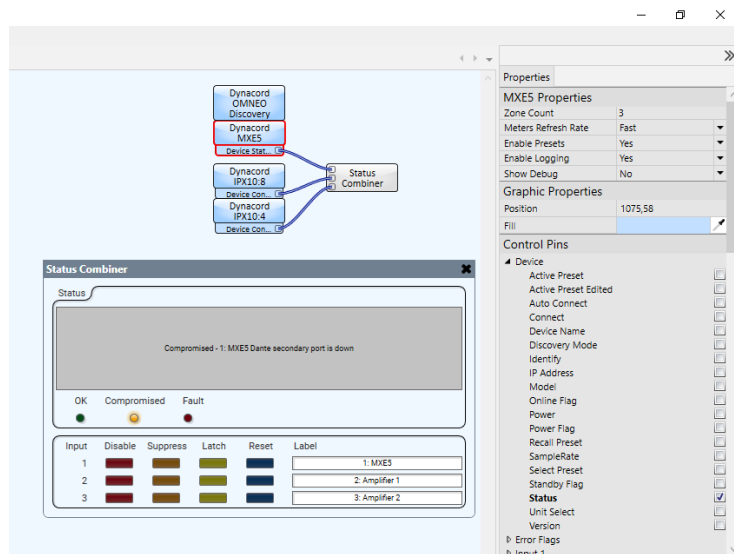 Properties
MXE5 Properties
Zone Count 3
Meters Refresh Rate Fast
Enable Presets Yes
Enable Logging Yes
Show Debug No
Graphic Properties
Position 1075,58
Fill
Control Pins
Device
Active Preset
Active Preset Edited
Auto Connect
Connect
Device Name
Discovery Mode
Identify
IP Address
Model
Online Flag
Power
Power Flag
Recall Preset
SampleRate
Select Preset
Standby Flag
Status
Unit Select
Version
Error Flags
Input 1
Dynacord
OMNEO
Discovery
Dynacord
MXE5
Device Stat...
Dynacord
IPX10:8
Device Con...
Dynacord
IPX10:4
Device Con...
Status
Combiner
Status Combiner
Status
Compromised - 1: MXE5 Dante secondary port is down
OK Compromised Fault
Input Disable Suppress Latch Reset Label
1 1: MXE5
2 2: Amplifier 1
3 3: Amplifier 2